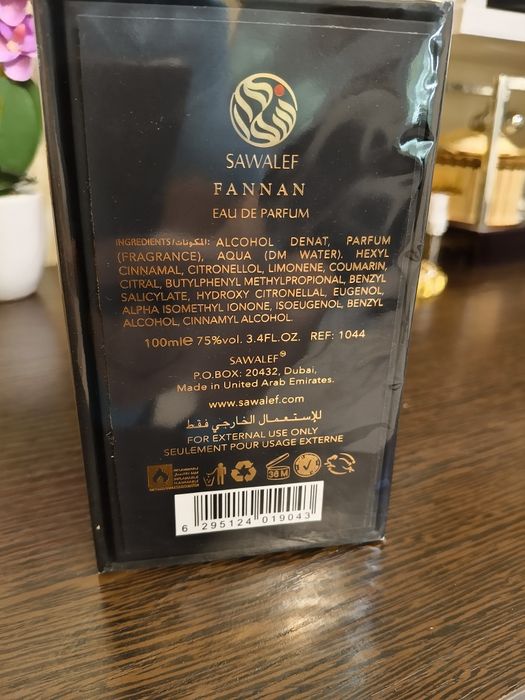 SAWALEF
FANNAN
EAU DE PARFUM
INGREDIENTS/المكونات: ALCOHOL DENAT, PARFUM
(FRAGRANCE), AQUA (DM WATER). HEXYL
CINNAMAL, CITRONELLOL, LIMONENE, COUMARIN,
CITRAL, BUTYLPHENYL METHYLPROPIONAL, BENZYL
SALICYLATE, HYDROXY CITRONELLAL, EUGENOL,
ALPHA ISOMETHYL IONONE, ISOEUGENOL, BENZYL
ALCOHOL, CINNAMYL ALCOHOL.
100ml℮ 75%vol. 3.4FL.OZ. REF: 1044
SAWALEF®
P.O.BOX: 20432, Dubai,
Made in United Arab Emirates.
www.sawalef.com
للإستعمال الخارجي فقط
FOR EXTERNAL USE ONLY
SEULEMENT POUR USAGE EXTERNE
36 M
6 295124 019043